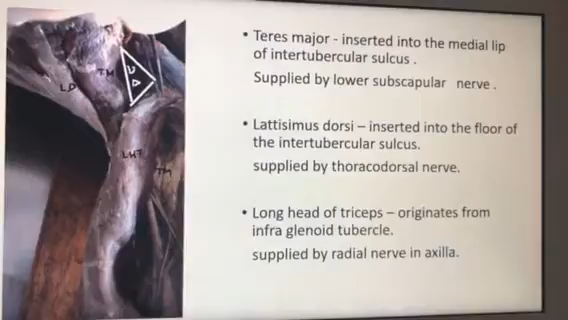 • Teres major - inserted into the medial lip
of intertubercular sulcus .
Supplied by lower subscapular nerve .
• Lattisimus dorsi – inserted into the floor of
the intertubercular sulcus.
supplied by thoracodorsal nerve.
• Long head of triceps – originates from
infra glenoid tubercle.
supplied by radial nerve in axilla.
LD
TM
LHT
TM